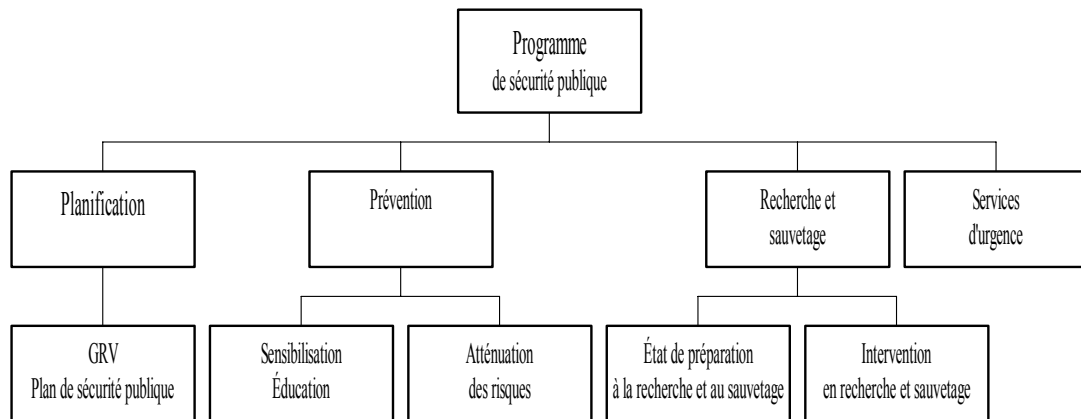 Programme
de sécurité publique
Planification
Prévention
Recherche et
sauvetage
Services
d'urgence
GRV
Plan de sécurité publique
Sensibilisation
Éducation
Atténuation
des risques
État de préparation
à la recherche et au sauvetage
Intervention
en recherche et sauvetage